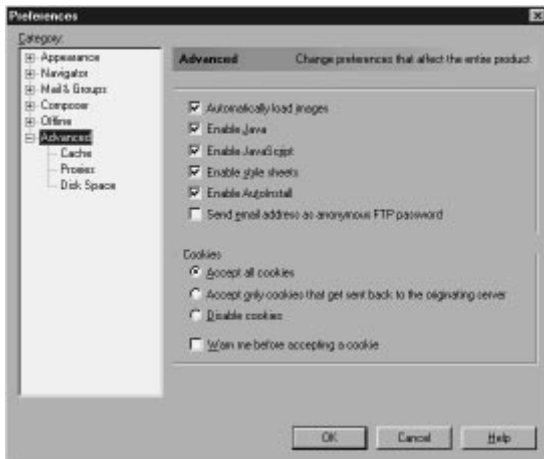 Preferences
Category:
Appearance
Navigator
Mail & Groups
Composer
Offline
Advanced
Cache
Proxies
Disk Space
Advanced Change preferences that affect the entire product
Automatically load images
Enable Java
Enable JavaScript
Enable style sheets
Enable AutoInstall
Send email address as anonymous FTP password
Cookies
Accept all cookies
Accept only cookies that get sent back to the originating server
Disable cookies
Warn me before accepting a cookie
OK Cancel Help